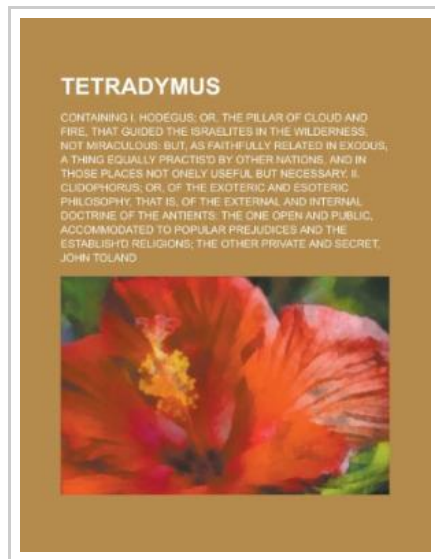 TETRADYMUS
CONTAINING I. HODEGUS; OR, THE PILLAR OF CLOUD AND
FIRE, THAT GUIDED THE ISRAELITES IN THE WILDERNESS,
NOT MIRACULOUS: BUT, AS FAITHFULLY RELATED IN EXODUS,
A THING EQUALLY PRACTIS'D BY OTHER NATIONS, AND IN
THOSE PLACES NOT ONELY USEFUL BUT NECESSARY. II.
CLIDOPHORUS; OR, OF THE EXOTERIC AND ESOTERIC
PHILOSOPHY, THAT IS, OF THE EXTERNAL AND INTERNAL
DOCTRINE OF THE ANTIENTS: THE ONE OPEN AND PUBLIC,
ACCOMMODATED TO POPULAR PREJUDICES AND THE
ESTABLISH'D RELIGIONS; THE OTHER PRIVATE AND SECRET,
JOHN TOLAND